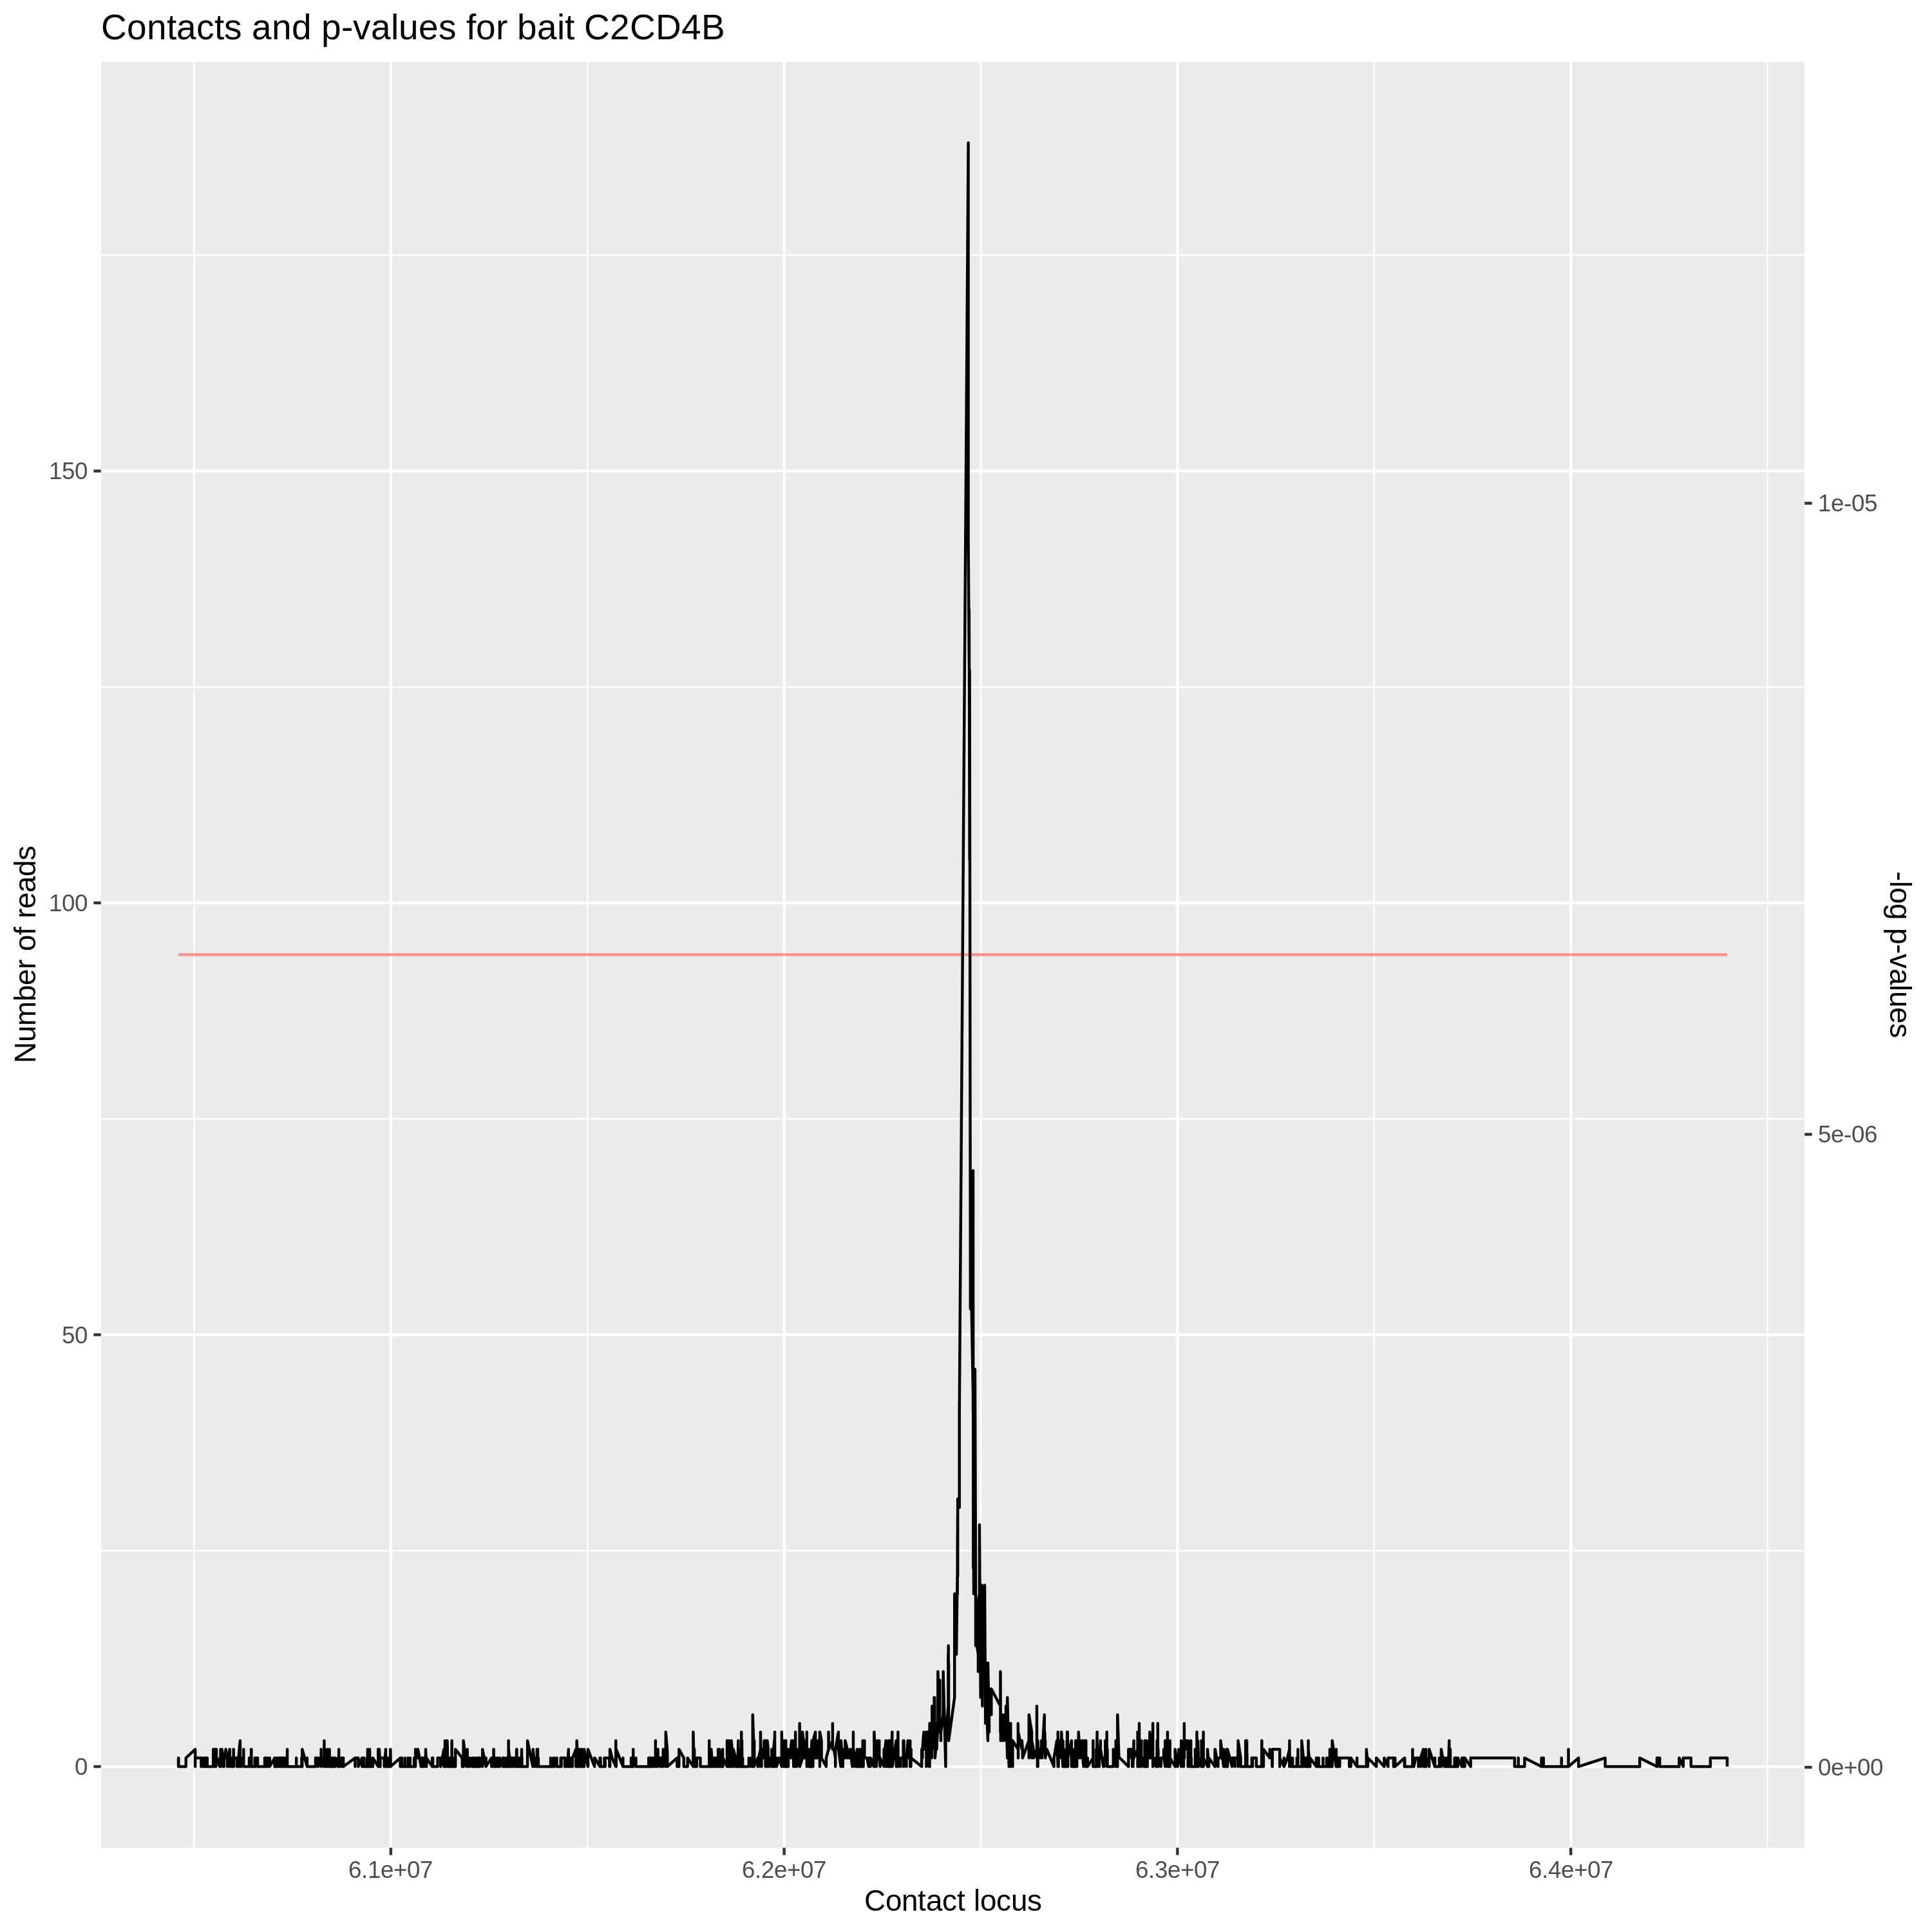 Contacts and p-values for bait C2CD4B
Number of reads
150
100
50
0
1e-05
5e-06
0e+00
-log p-values
6.1e+07
6.2e+07
6.3e+07
6.4e+07
Contact locus